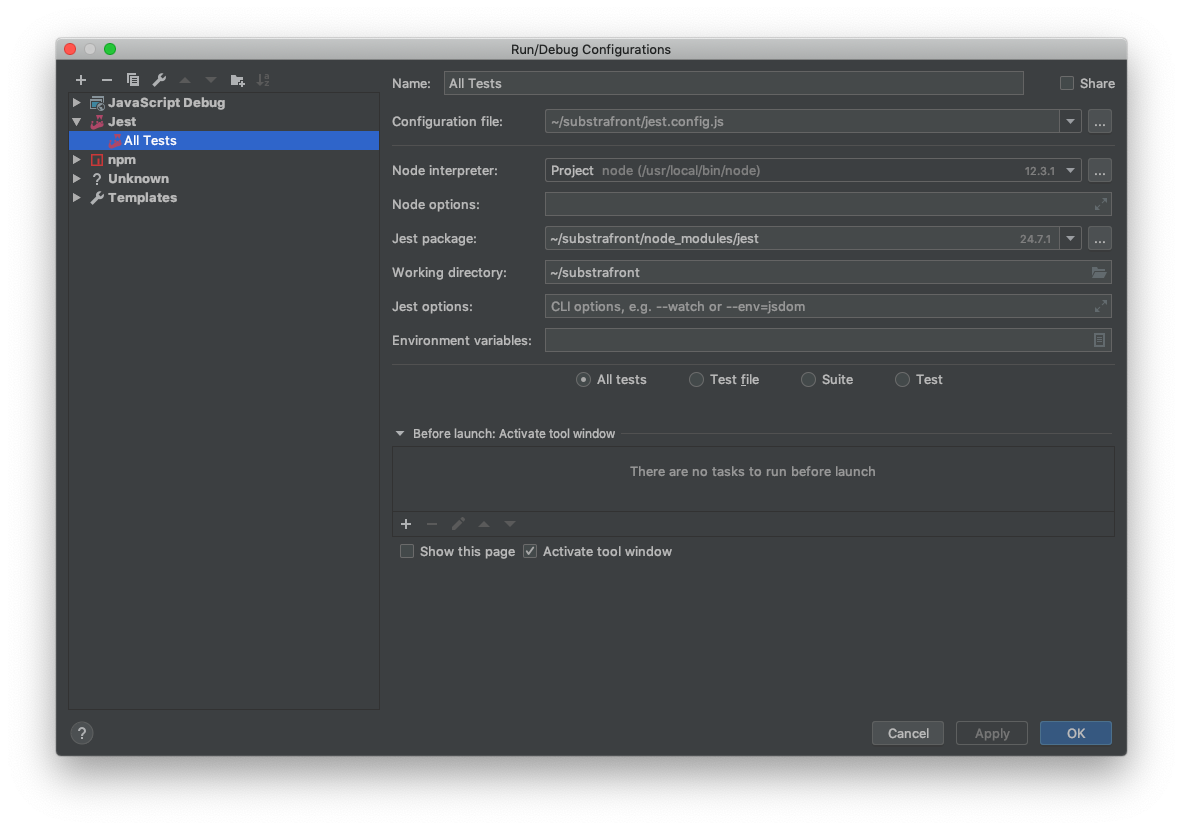 Run/Debug Configurations
JavaScript Debug
Jest
All Tests
npm
? Unknown
Templates
Name: All Tests Share
Configuration file: ~/substrafront/jest.config.js ...
Node interpreter: Project node (/usr/local/bin/node) 12.3.1 ...
Node options:
Jest package: ~/substrafront/node_modules/jest 24.7.1 ...
Working directory: ~/substrafront
Jest options: CLI options, e.g. --watch or --env=jsdom
Environment variables:
All tests Test file Suite Test
Before launch: Activate tool window
There are no tasks to run before launch
Show this page Activate tool window
? Cancel Apply OK